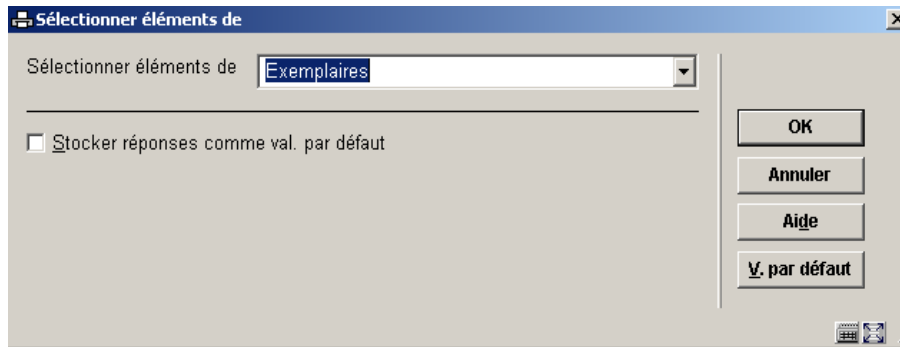 Sélectionner éléments de
Sélectionner éléments de Exemplaires
Stocker réponses comme val. par défaut
OK
Annuler
Aide
V. par défaut